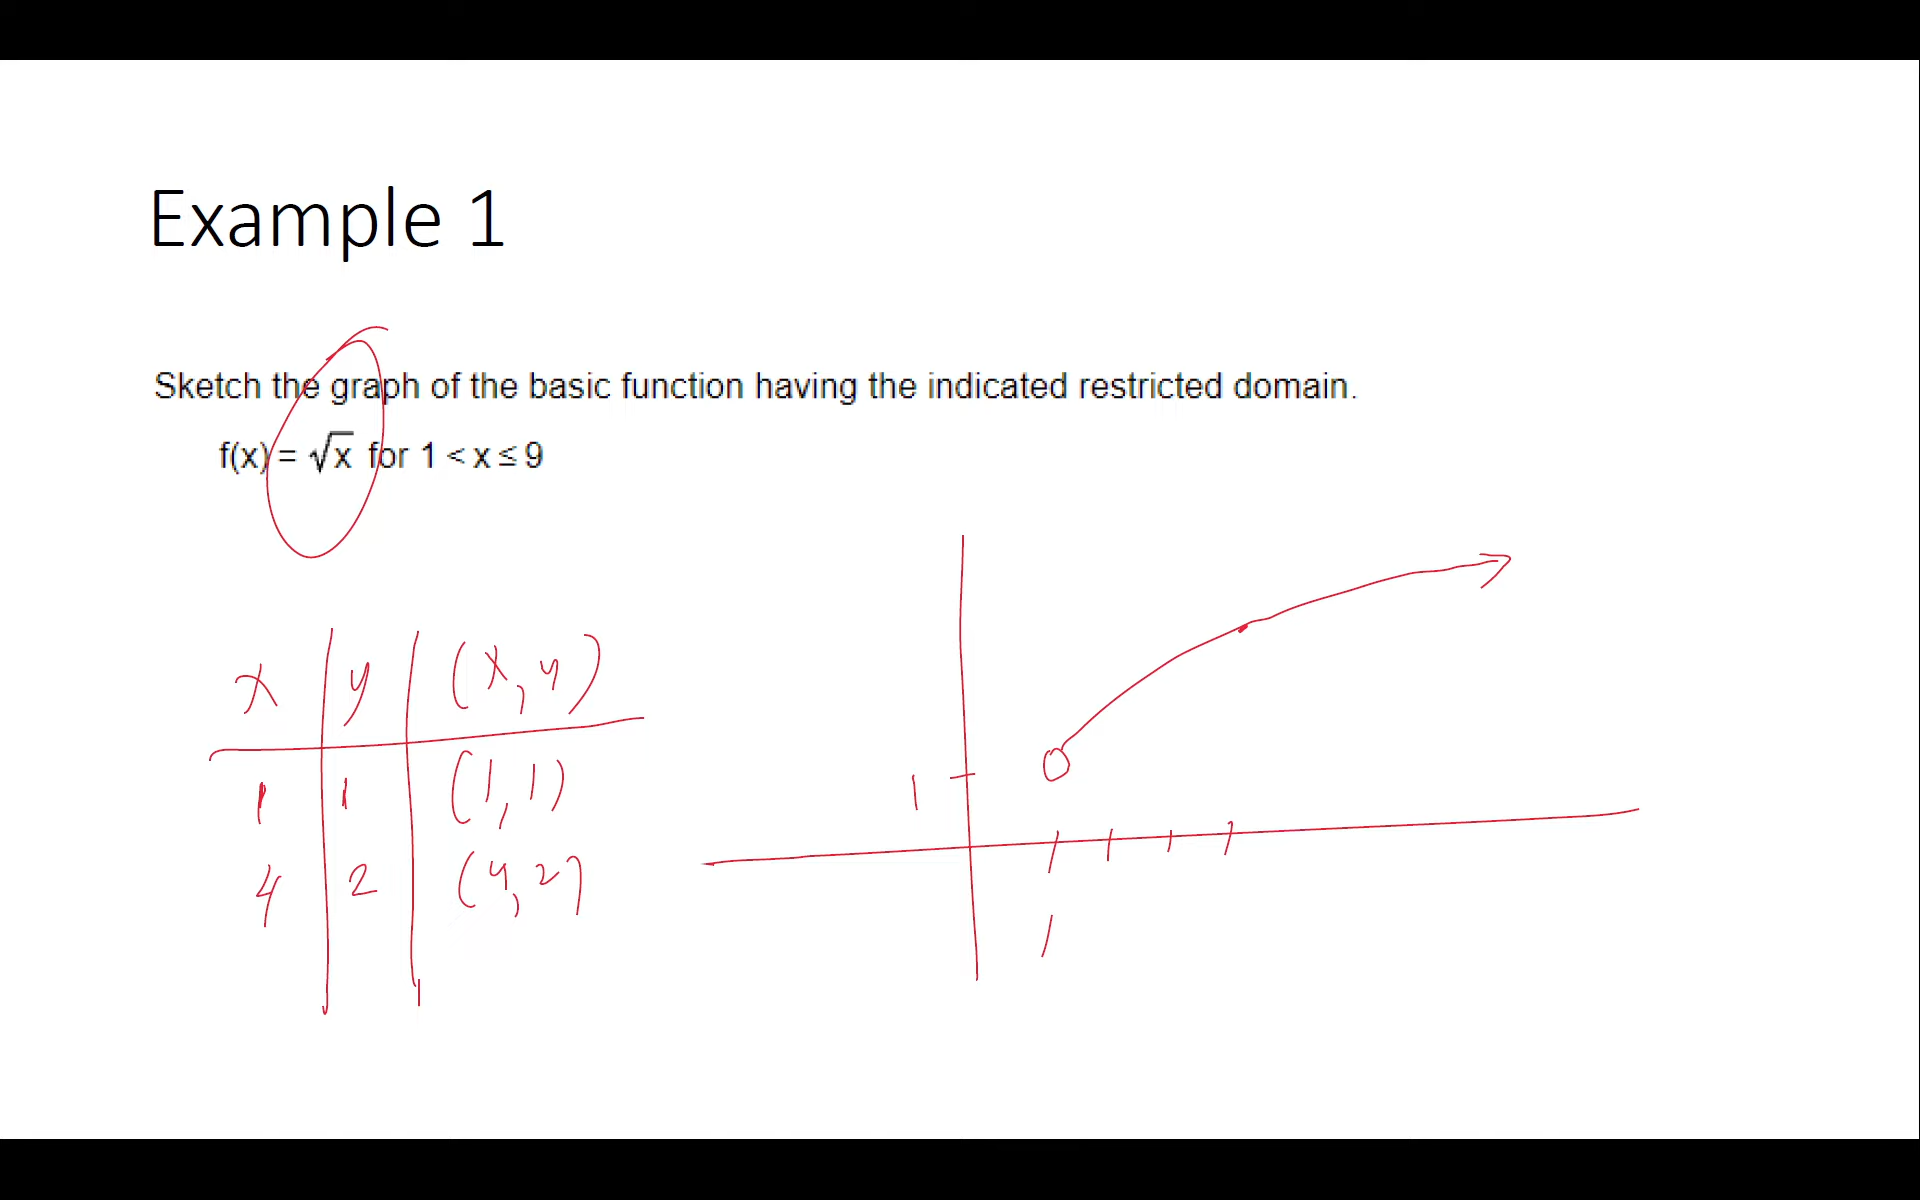 Example 1
Sketch the graph of the basic function having the indicated restricted domain.
f(x) = √x for 1 < x ≤ 9
x y (x, y)
1 1 (1, 1)
4 2 (4, 2)
1
1